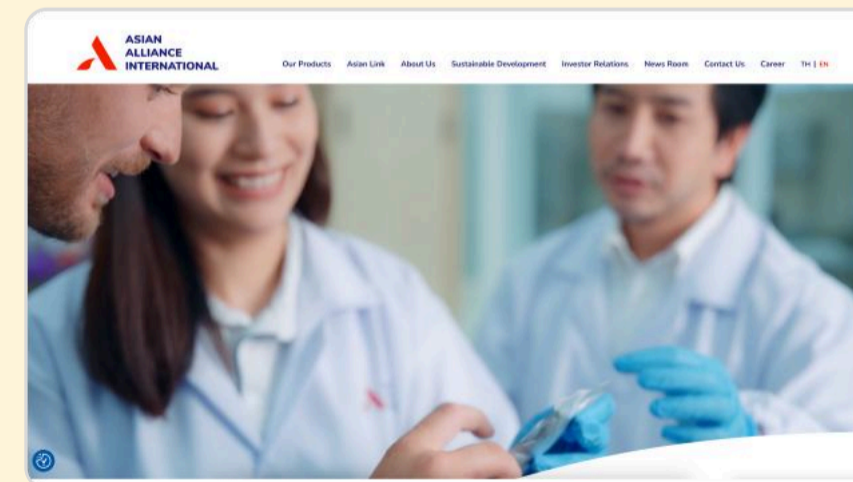 ASIAN
ALLIANCE
INTERNATIONAL
Our Products Asian Link About Us Sustainable Development Investor Relations News Room Contact Us Career TH | EN